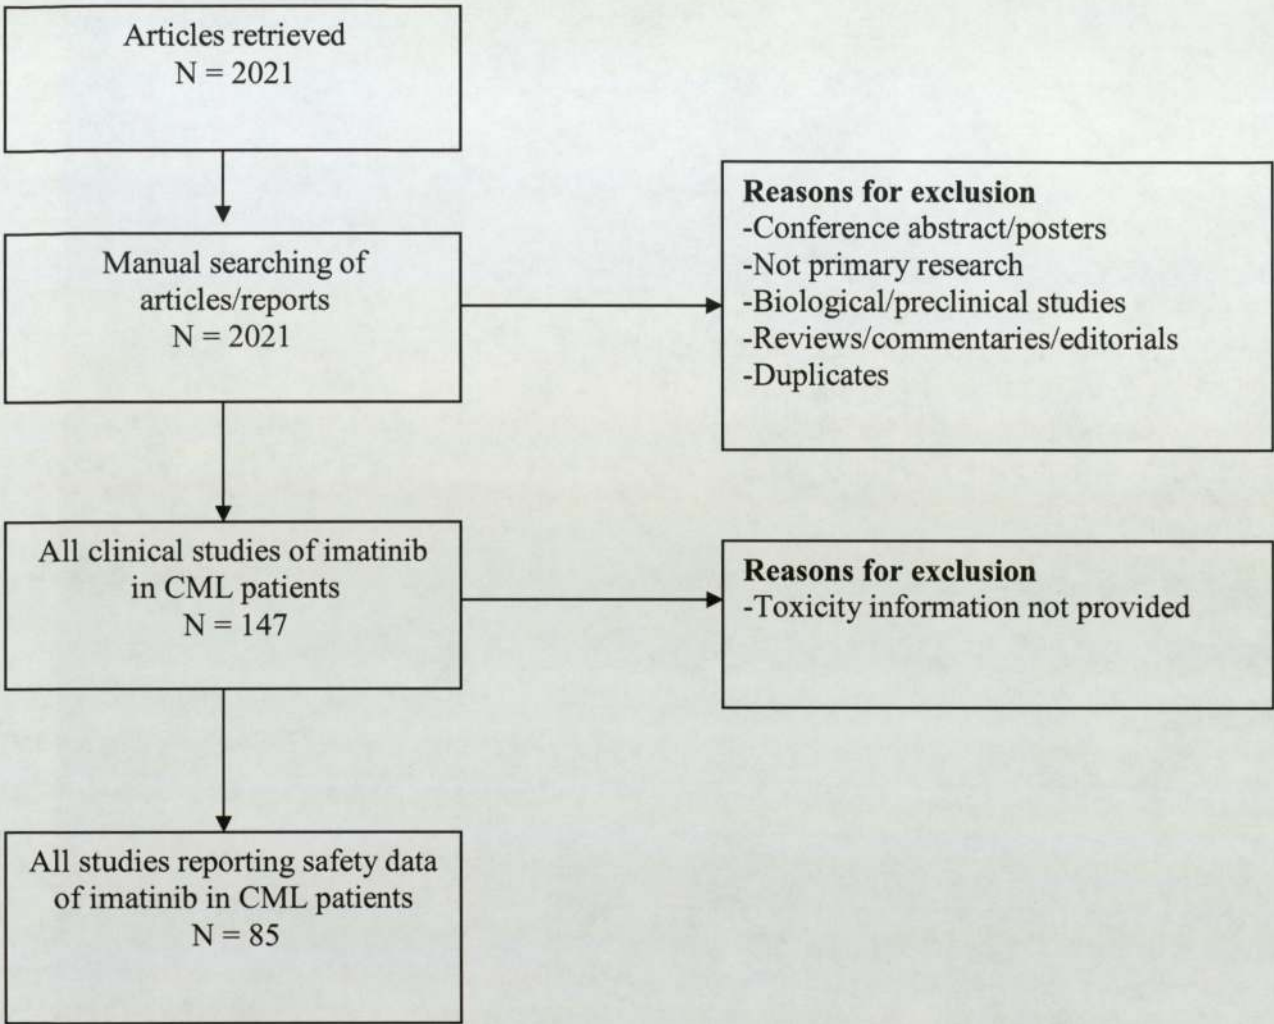 Articles retrieved
N = 2021
Manual searching of
articles/reports
N = 2021
Reasons for exclusion
-Conference abstract/posters
-Not primary research
-Biological/preclinical studies
-Reviews/commentaries/editorials
-Duplicates
All clinical studies of imatinib
in CML patients
N = 147
Reasons for exclusion
-Toxicity information not provided
All studies reporting safety data
of imatinib in CML patients
N = 85